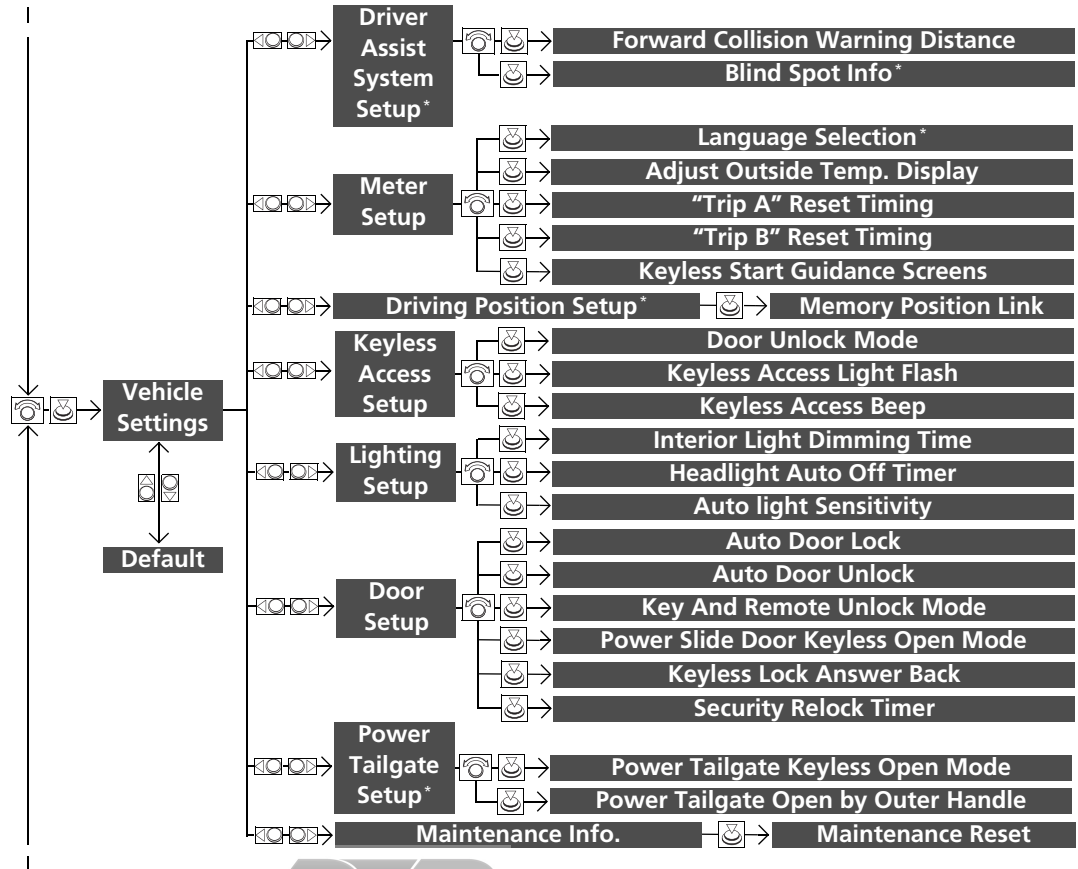 Driver
Assist
System
Setup*
Forward Collision Warning Distance
Blind Spot Info*
Meter
Setup
Language Selection*
Adjust Outside Temp. Display
“Trip A” Reset Timing
“Trip B” Reset Timing
Keyless Start Guidance Screens
Driving Position Setup*
Memory Position Link
Keyless
Access
Setup
Door Unlock Mode
Keyless Access Light Flash
Keyless Access Beep
Vehicle
Settings
Default
Lighting
Setup
Interior Light Dimming Time
Headlight Auto Off Timer
Auto light Sensitivity
Door
Setup
Auto Door Lock
Auto Door Unlock
Key And Remote Unlock Mode
Power Slide Door Keyless Open Mode
Keyless Lock Answer Back
Security Relock Timer
Power
Tailgate
Setup*
Power Tailgate Keyless Open Mode
Power Tailgate Open by Outer Handle
Maintenance Info.
Maintenance Reset